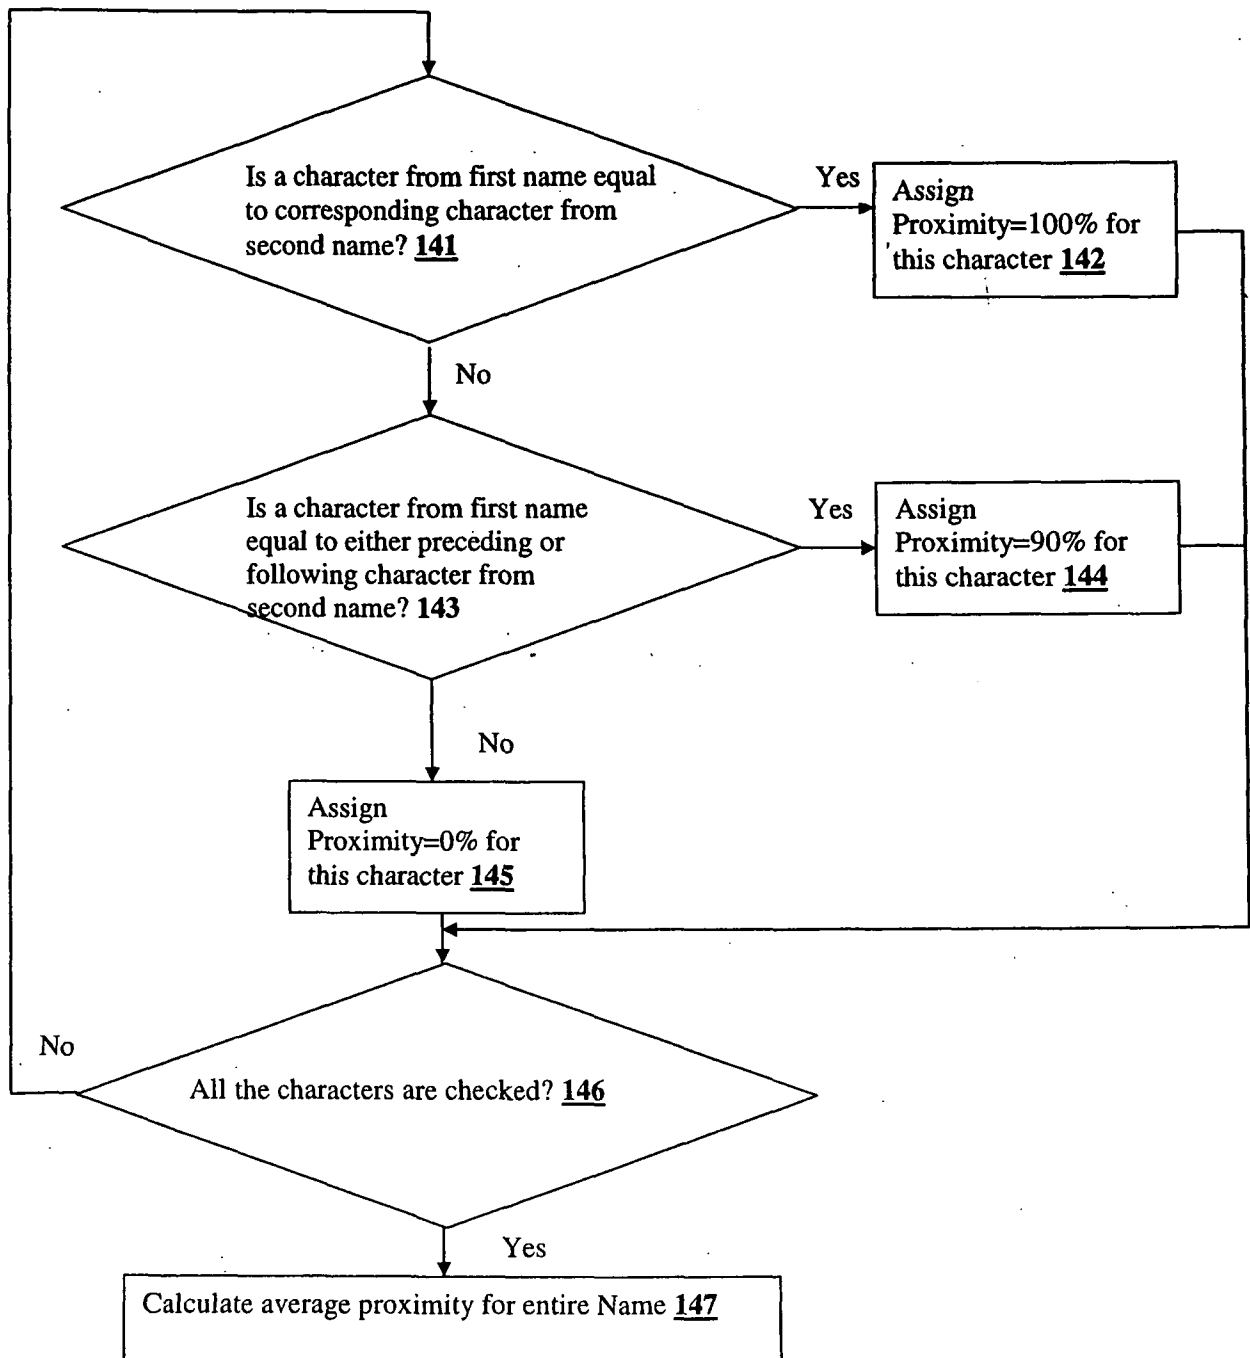 Is a character from first name equal
to corresponding character from
second name? 141
Yes
Assign
Proximity=100% for
this character 142
No
Is a character from first name
equal to either preceding or
following character from
second name? 143
Yes
Assign
Proximity=90% for
this character 144
No
Assign
Proximity=0% for
this character 145
No
All the characters are checked? 146
Yes
Calculate average proximity for entire Name 147